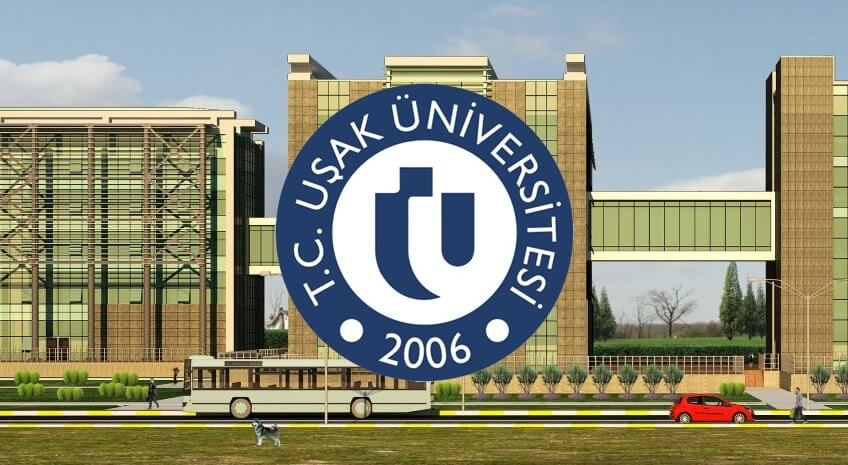 T.C. UŞAK ÜNİVERSİTESİ
2006